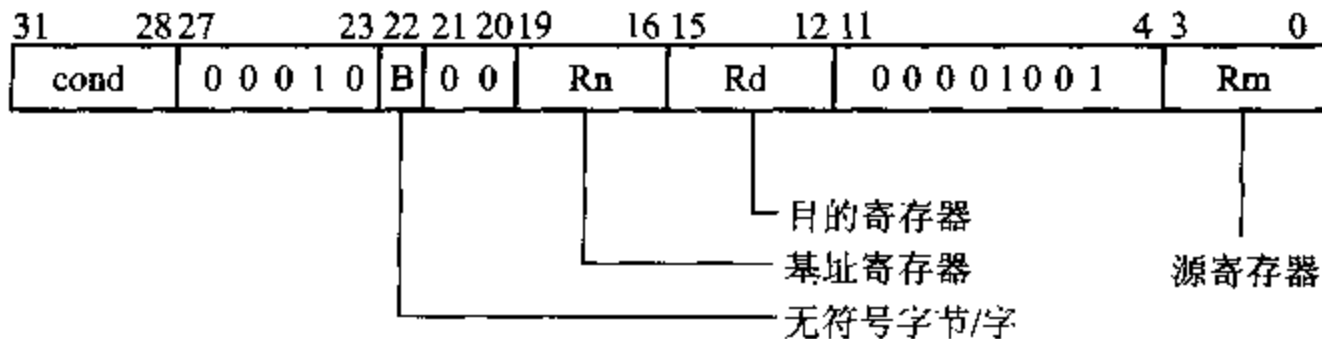 31 28 27 23 22 21 20 19 16 15 12 11 4 3 0
cond 0 0 0 1 0 B 0 0 Rn Rd 0 0 0 0 1 0 0 1 Rm
目的寄存器
基址寄存器 源寄存器
无符号字节/字